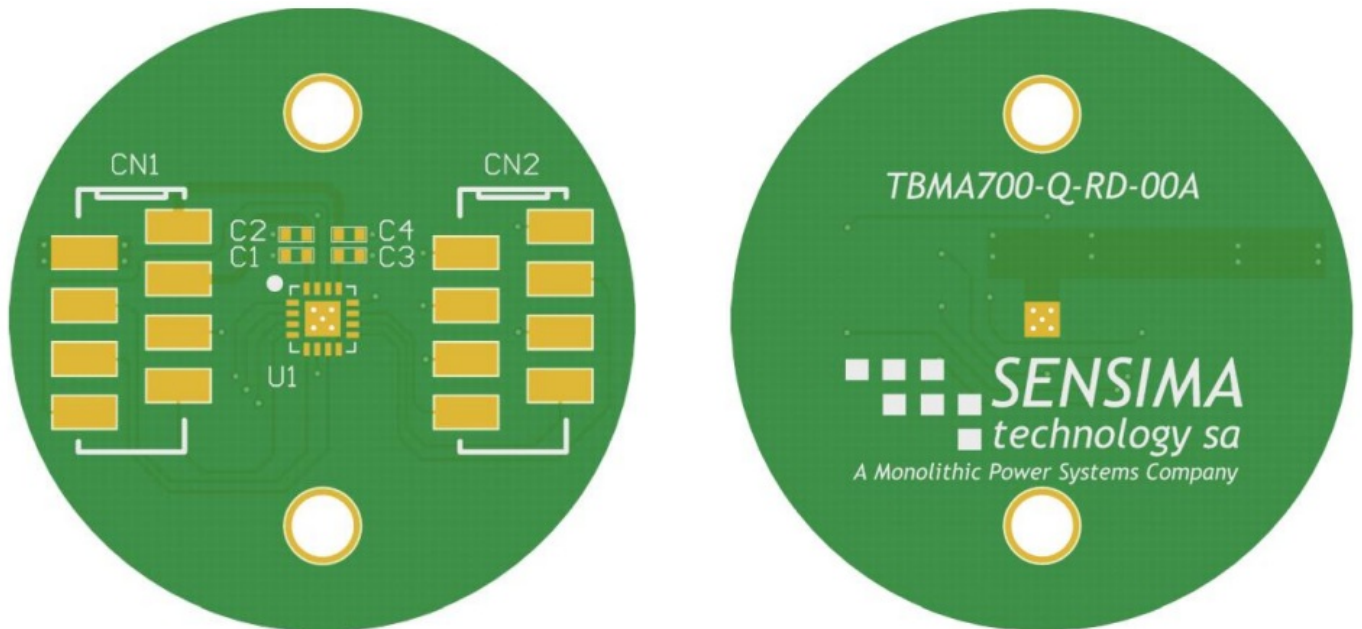 CN1
CN2
C2
C4
C1
C3
U1
TBMA700-Q-RD-00A
SENSIMA
technology sa
A Monolithic Power Systems Company